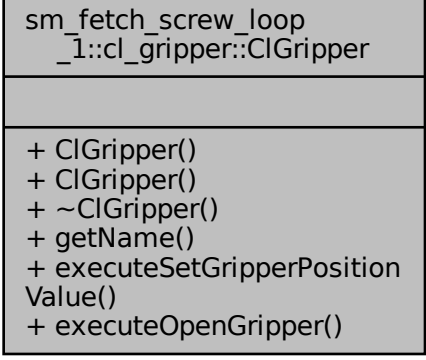 sm_fetch_screw_loop
_1::cl_gripper::ClGripper
+ ClGripper()
+ ClGripper()
+ ~ClGripper()
+ getName()
+ executeSetGripperPosition
Value()
+ executeOpenGripper()